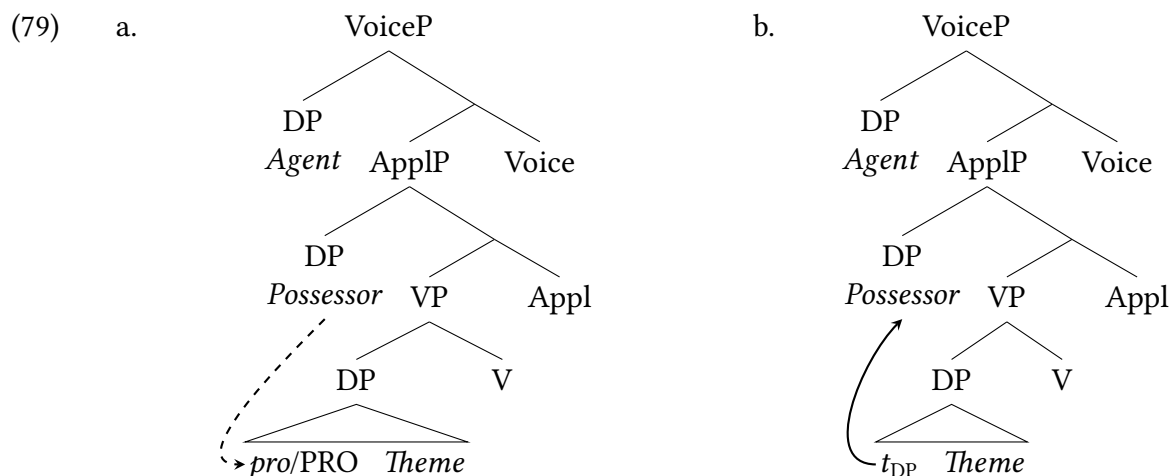 (79) a. VoiceP b. VoiceP
DP DP
Agent ApplP Voice Agent ApplP Voice
DP DP
Possessor VP Appl Possessor VP Appl
DP V DP V
pro/PRO Theme t_DP Theme